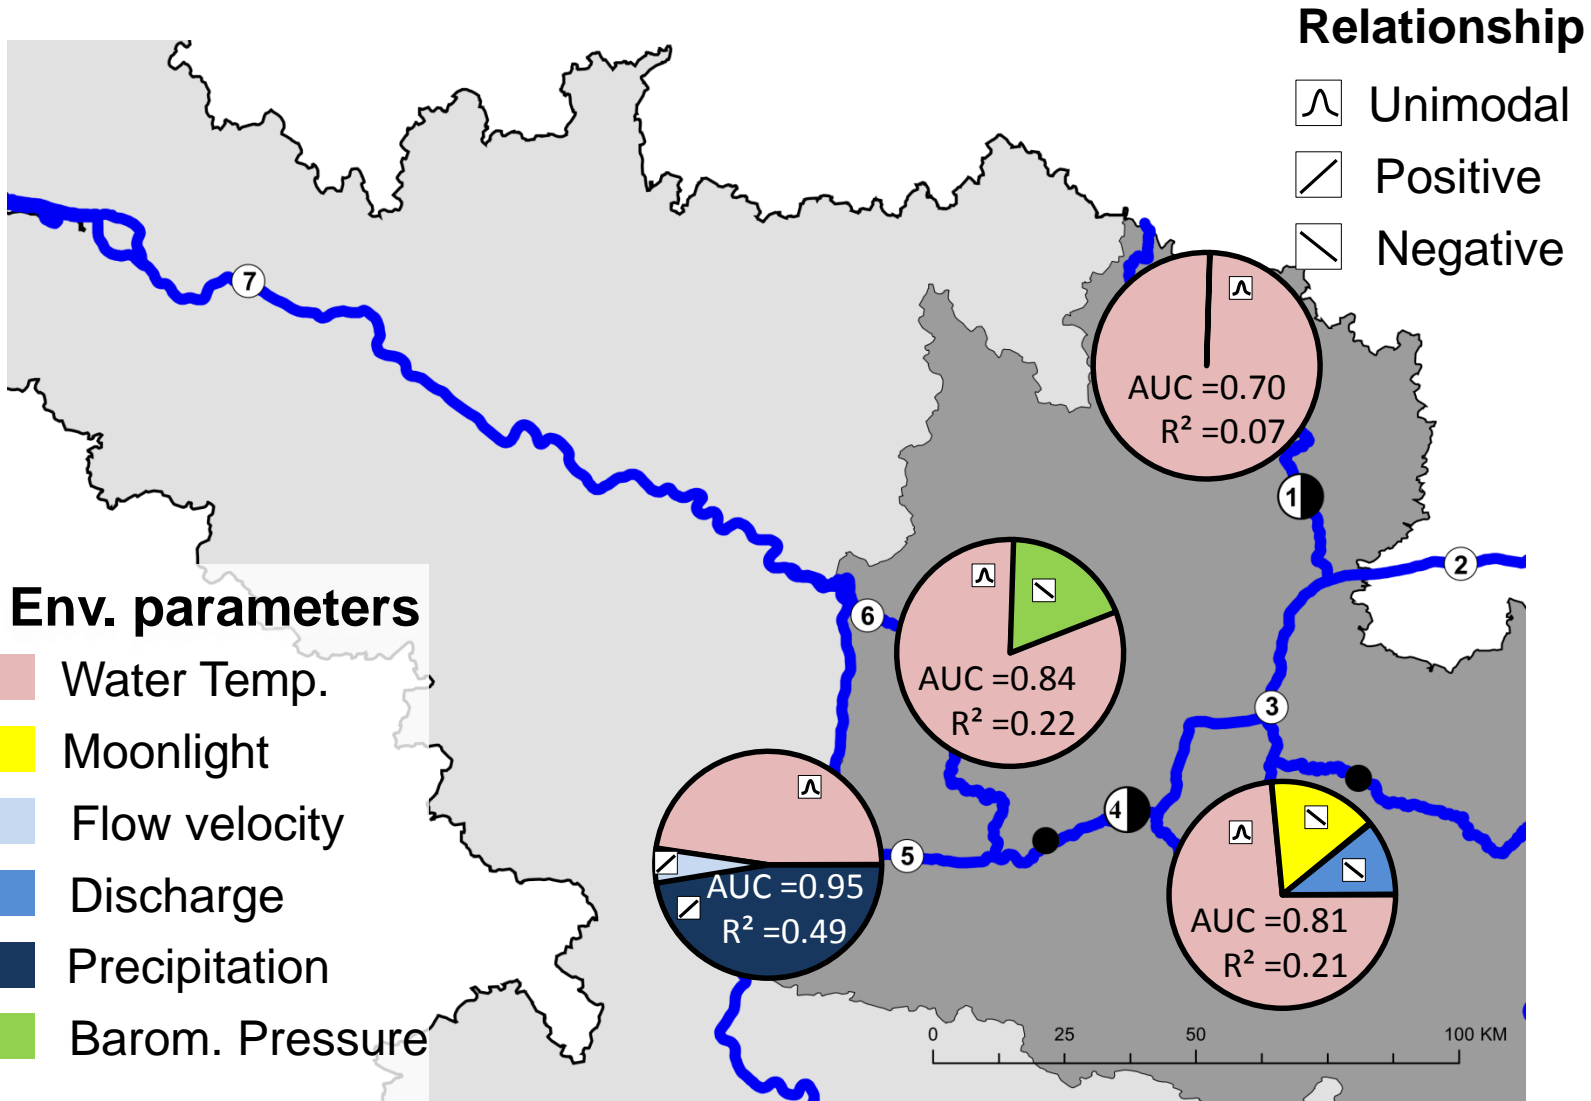 Relationship
Unimodal
Positive
Negative
7
AUC =0.70
R² =0.07
1
2
6
Env. parameters
Water Temp.
Moonlight
Flow velocity
Discharge
Precipitation
Barom. Pressure
AUC =0.84
R² =0.22
3
4
5
AUC =0.95
R² =0.49
AUC =0.81
R² =0.21
0 25 50 100 KM